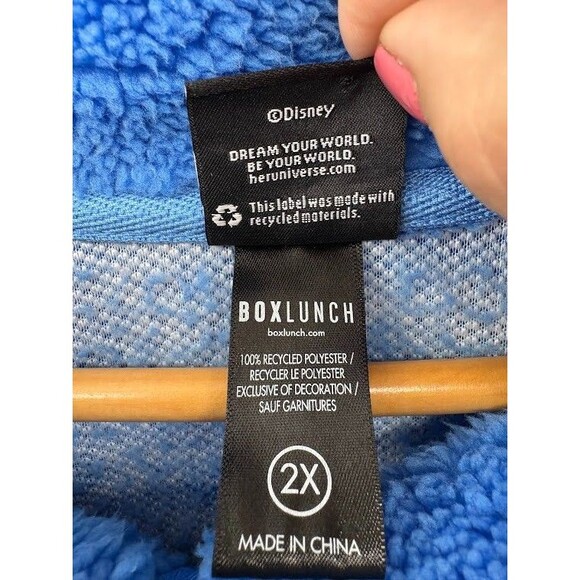 ©Disney
DREAM YOUR WORLD.
BE YOUR WORLD.
heruniverse.com
This label was made with
recycled materials.
BOXLUNCH
boxlunch.com
100% RECYCLED POLYESTER /
RECYCLER LE POLYESTER
EXCLUSIVE OF DECORATION /
SAUF GARNITURES
2X
MADE IN CHINA